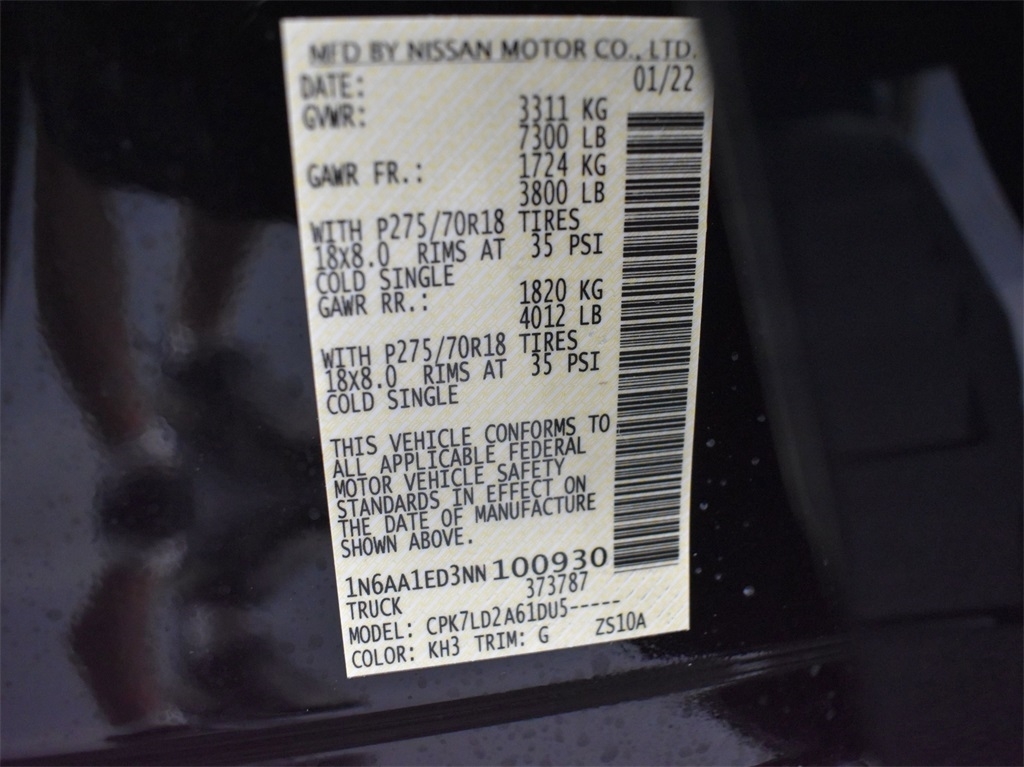 MFD BY NISSAN MOTOR CO., LTD.
DATE: 01/22
GVWR: 3311 KG
7300 LB
GAWR FR.: 1724 KG
3800 LB
WITH P275/70R18 TIRES
18X8.0 RIMS AT 35 PSI
COLD SINGLE
GAWR RR.: 1820 KG
4012 LB
WITH P275/70R18 TIRES
18X8.0 RIMS AT 35 PSI
COLD SINGLE
THIS VEHICLE CONFORMS TO
ALL APPLICABLE FEDERAL
MOTOR VEHICLE SAFETY
STANDARDS IN EFFECT ON
THE DATE OF MANUFACTURE
SHOWN ABOVE.
1N6AA1ED3NN100930
TRUCK 373787
MODEL: CPK7LD2A61DU5-----
COLOR: KH3 TRIM: G ZS10A